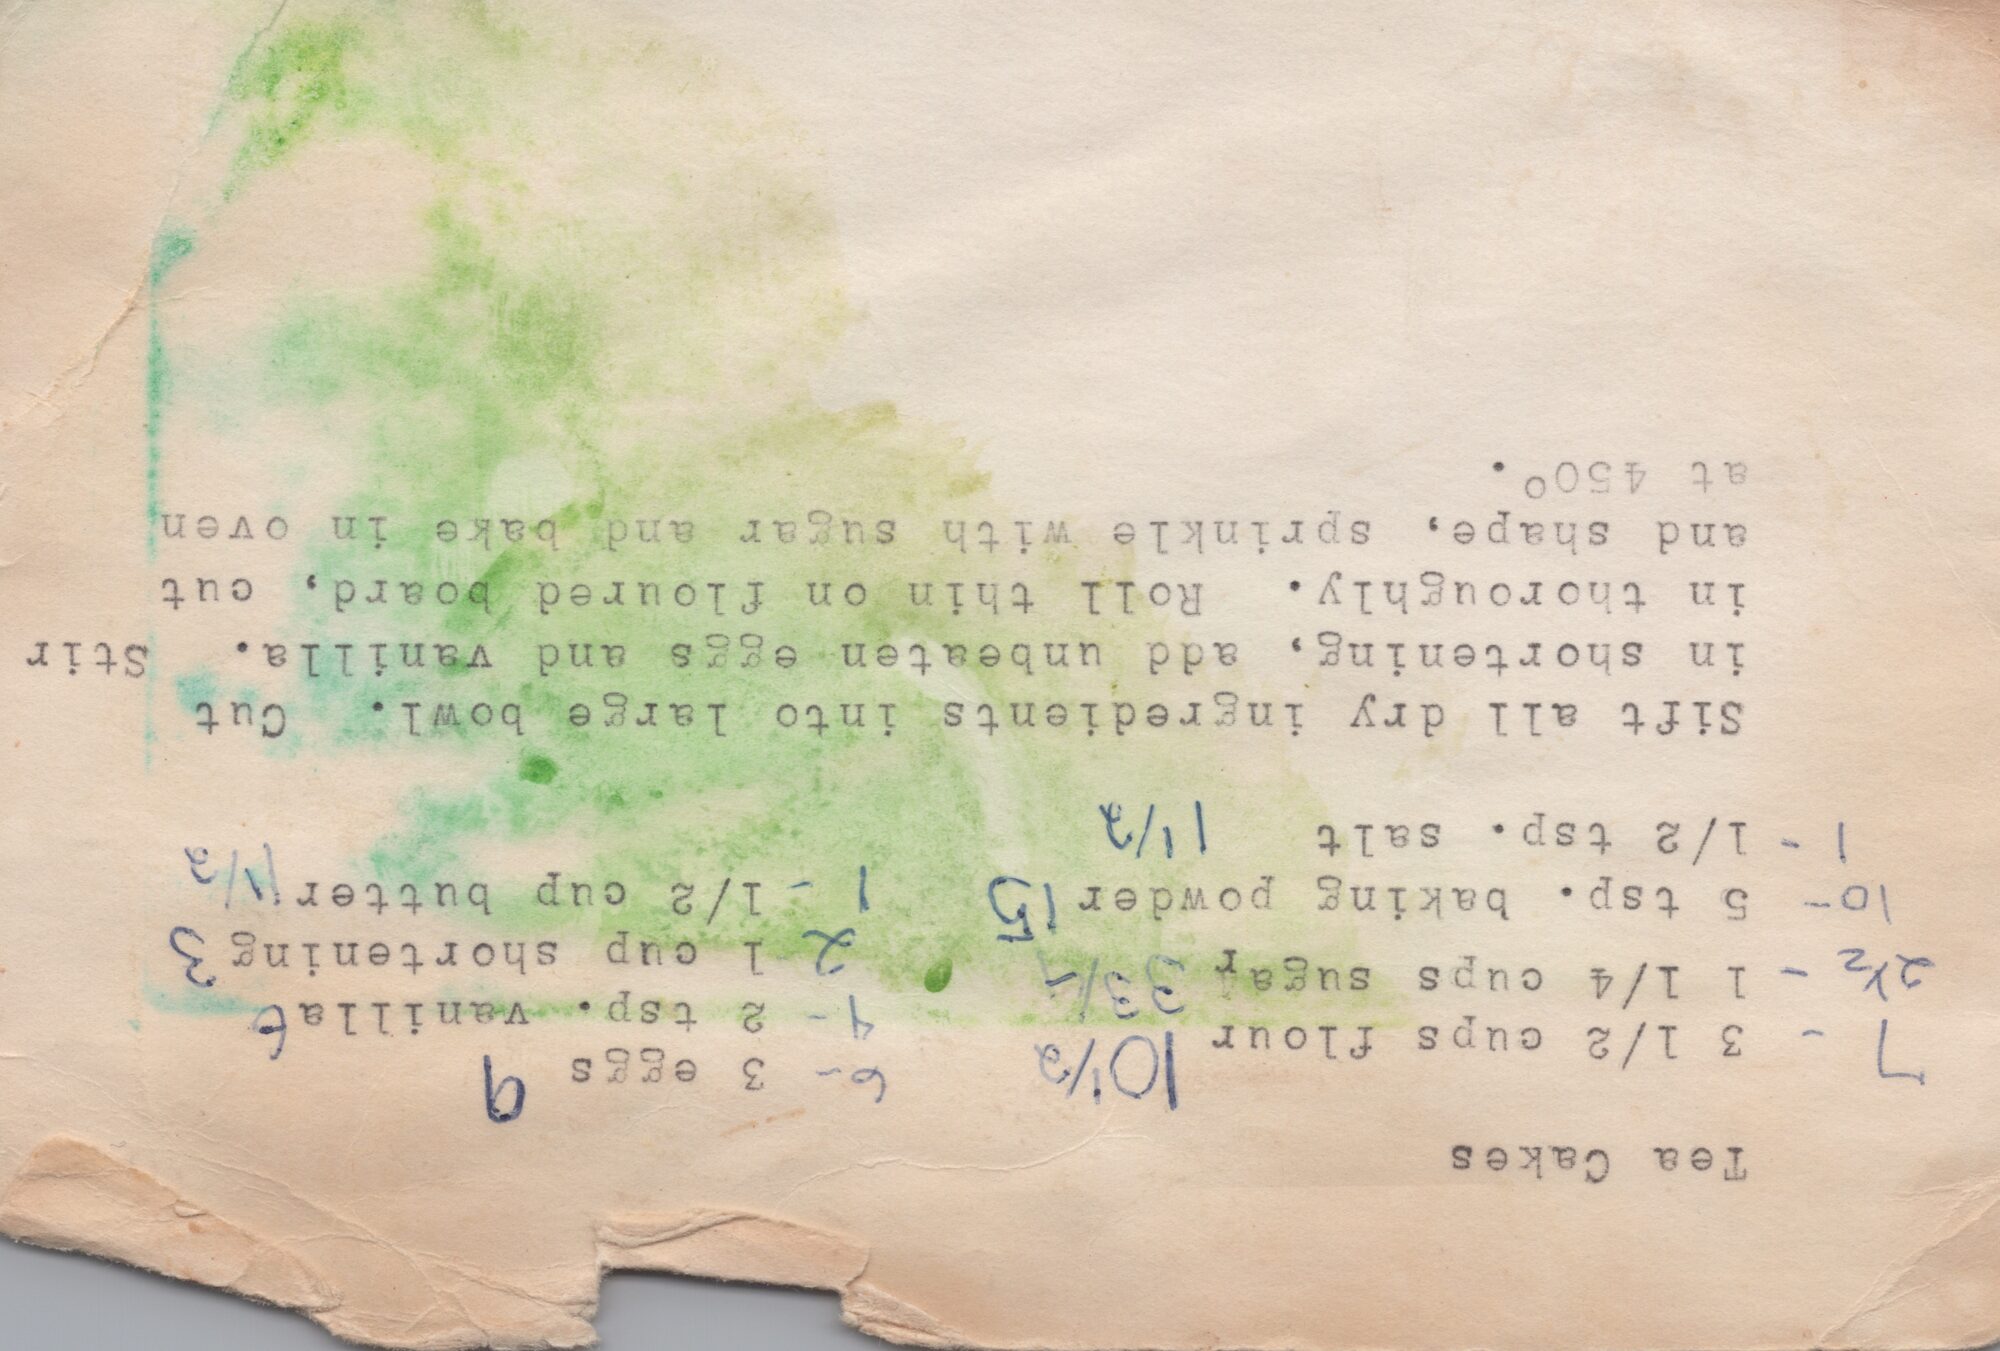 Tea Cakes
7 - 3 1/2 cups flour 10 1/2 6 - 3 eggs 9
2 1/2 - 1 1/4 cups sugar 3 3/ 4 - 2 tsp. vanilla 6
10 - 5 tsp. baking powder 15 2 1 cup shortening 3
1 - 1/2 tsp. salt 1 1/2 1 - 1/2 cup butter 1 1/2
Sift all dry ingredients into large bowl. Cut
in shortening, add unbeaten eggs and vanilla. Stir
in thoroughly. Roll thin on floured board, cut
and shape, sprinkle with sugar and bake in oven
at 450°.